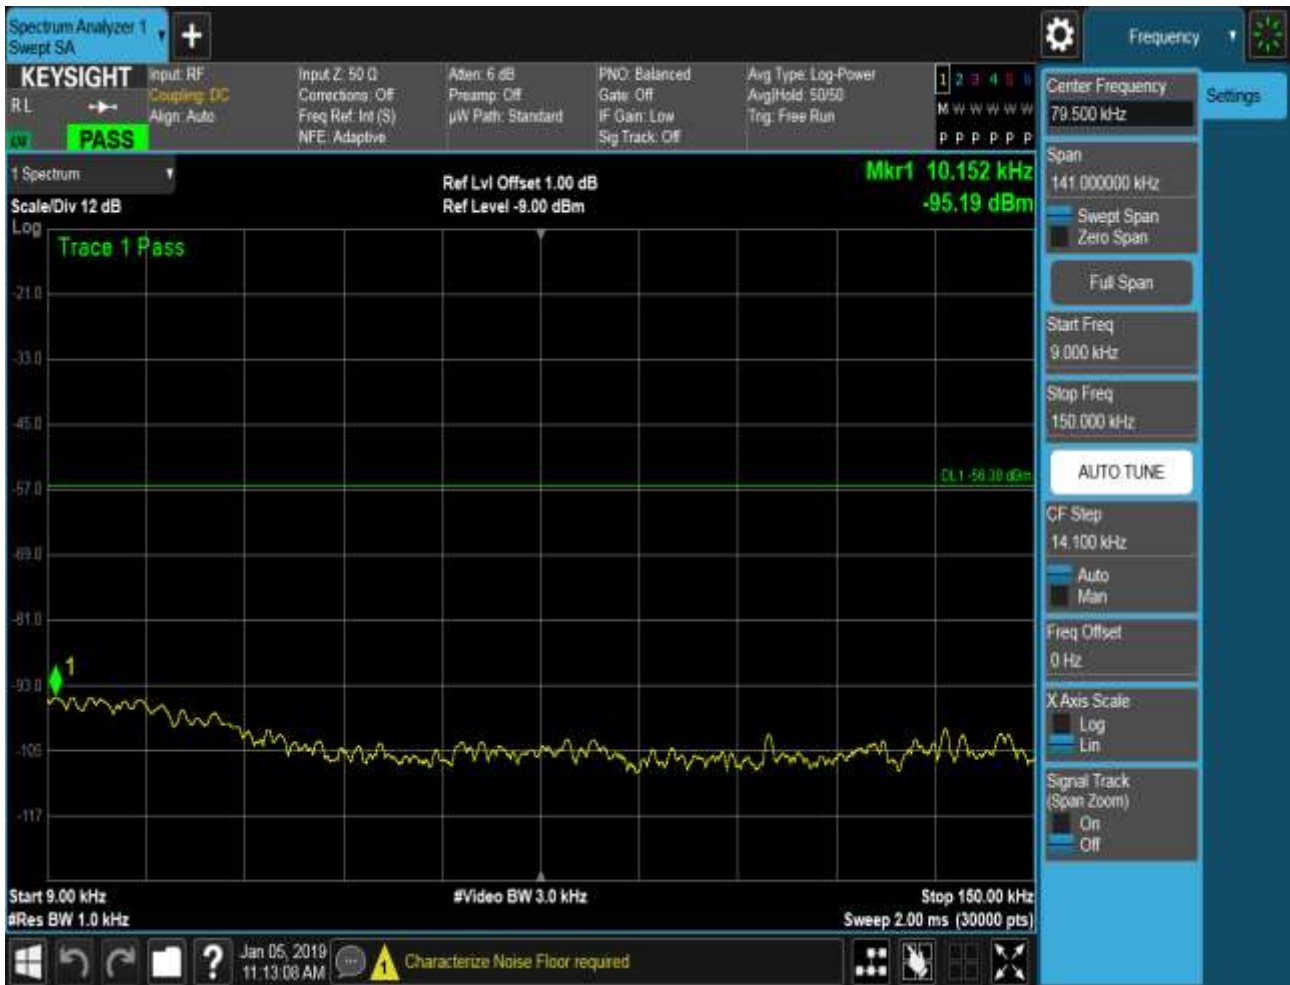 Spectrum Analyzer 1
Swept SA
Frequency
KEYSIGHT
R L
PASS
Input: RF
Coupling: DC
Align: Auto
Input Z: 50 Ω
Corrections: Off
Freq Ref: Int (S)
NFE: Adaptive
Atten: 6 dB
Preamp: Off
µW Path: Standard
PNO: Balanced
Gate: Off
IF Gain: Low
Sig Track: Off
Avg Type: Log-Power
Avg|Hold: 50/50
Trig: Free Run
1 2 3 4 5 6
M W W W W W
P P P P P P
1 Spectrum
Scale/Div 12 dB
Ref Lvl Offset 1.00 dB
Ref Level -9.00 dBm
Mkr1 10.152 kHz
-95.19 dBm
Log
Trace 1 Pass
-21.0
-33.0
-45.0
DL1 -56.38 dBm
-57.0
-69.0
-81.0
1
-93.0
-105
-117
Start 9.00 kHz
#Video BW 3.0 kHz
Stop 150.00 kHz
#Res BW 1.0 kHz
Sweep 2.00 ms (30000 pts)
Center Frequency
79.500 kHz
Settings
Span
141.000000 kHz
Swept Span
Zero Span
Full Span
Start Freq
9.000 kHz
Stop Freq
150.000 kHz
AUTO TUNE
CF Step
14.100 kHz
Auto
Man
Freq Offset
0 Hz
X Axis Scale
Log
Lin
Signal Track
(Span Zoom)
On
Off
?
Jan 05, 2019
11:13:08 AM
1
Characterize Noise Floor required